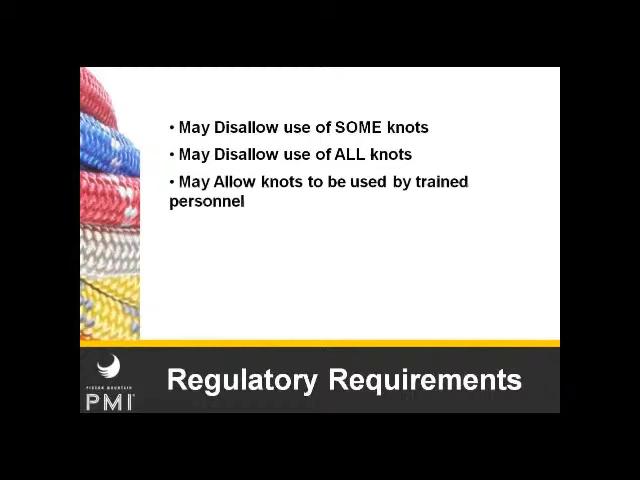 • May Disallow use of SOME knots
• May Disallow use of ALL knots
• May Allow knots to be used by trained
personnel
Regulatory Requirements
PIGEON MOUNTAIN
PMI